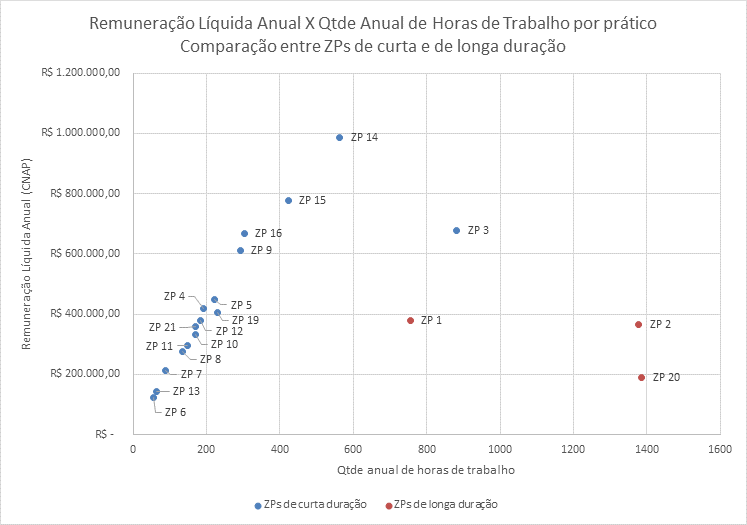 Remuneração Líquida Anual X Qtde Anual de Horas de Trabalho por prático
Comparação entre ZPs de curta e de longa duração
Remuneração Líquida Anual (CNAP)
R$ 1.200.000,00
R$ 1.000.000,00
R$ 800.000,00
R$ 600.000,00
R$ 400.000,00
R$ 200.000,00
R$ -
ZP 14
ZP 15
ZP 16
ZP 3
ZP 9
ZP 4
ZP 5
ZP 19
ZP 1
ZP 2
ZP 21
ZP 12
ZP 10
ZP 11
ZP 8
ZP 7
ZP 20
ZP 13
ZP 6
0 200 400 600 800 1000 1200 1400 1600
Qtde anual de horas de trabalho
ZPs de curta duração ZPs de longa duração